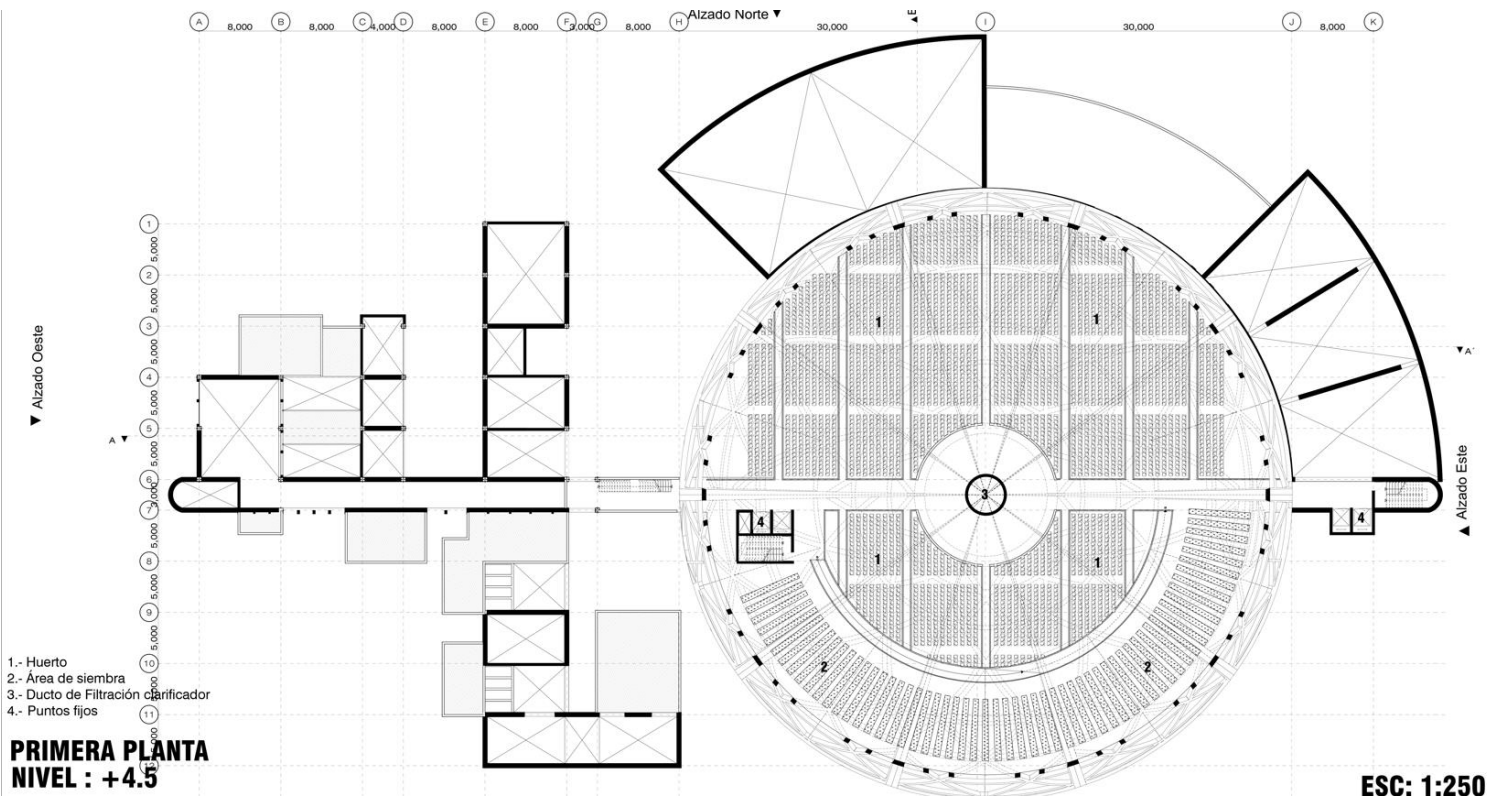 Alzado Norte ▼
A B C D E F G H I J K
8,000 8,000 4,000 8,000 8,000 3,000 8,000 30,000 30,000 8,000
E
1
5,000
2
5,000
3
5,000
4
5,000
5
5,000
6
3,000
7
5,000
8
5,000
9
5,000
10
5,000
11
▼ Alzado Oeste
A ▼
▼ A´
▲ Alzado Este
1 1
3
4 4
1 1
2 2
1.- Huerto
2.- Área de siembra
3.- Ducto de Filtración clarificador
4.- Puntos fijos
PRIMERA PLANTA
NIVEL : +4.5
ESC: 1:250